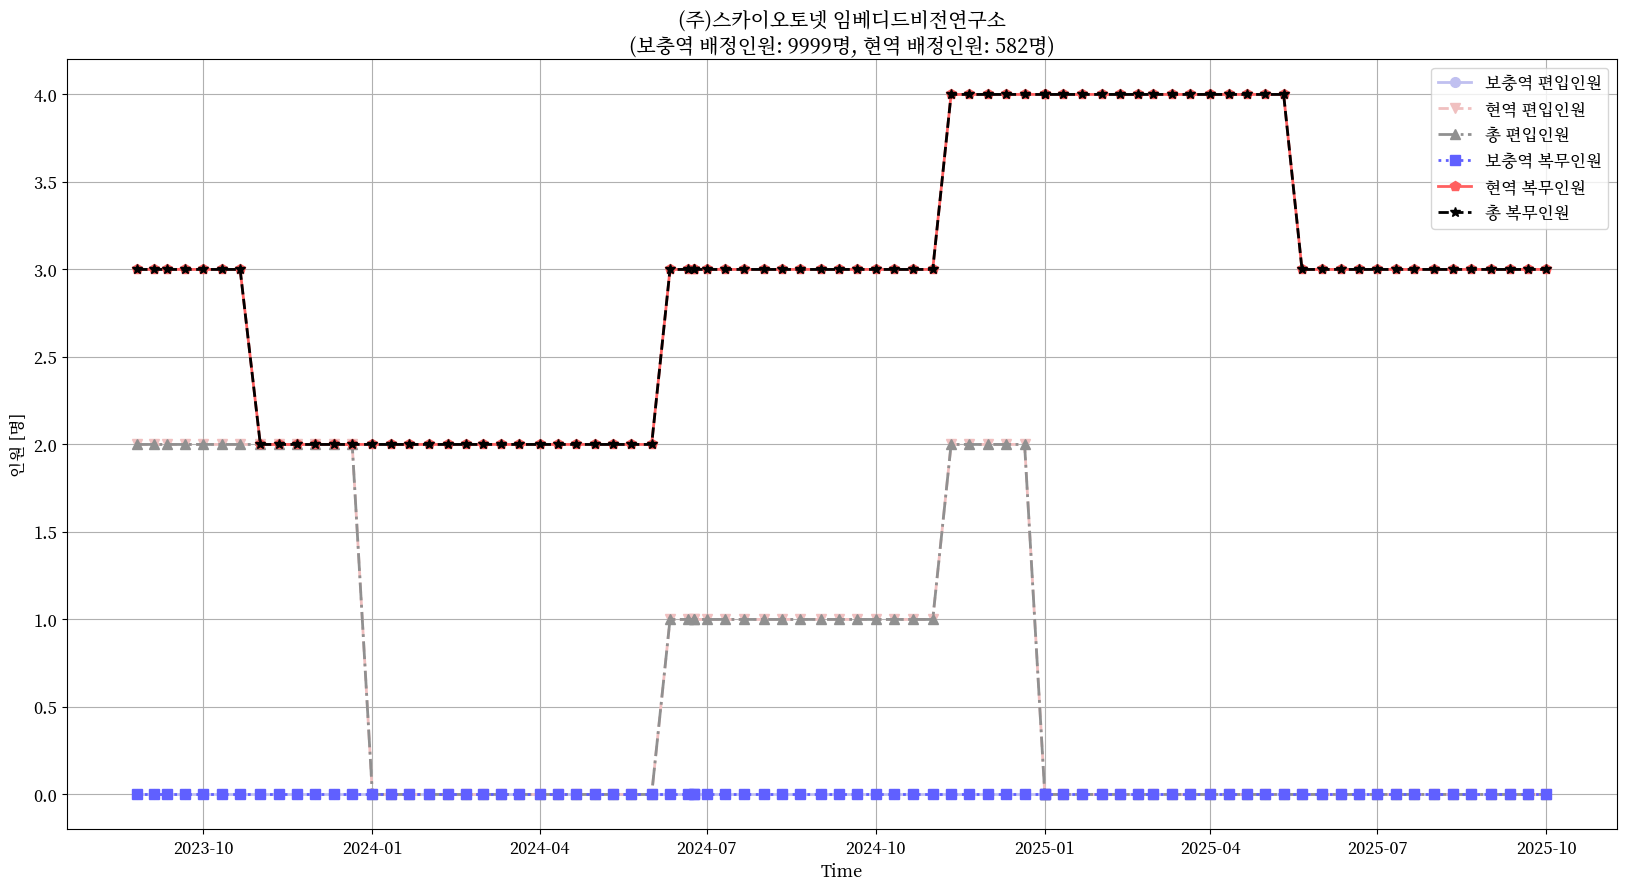 (주)스카이오토넷 임베디드비전연구소
(보충역 배정인원: 9999명, 현역 배정인원: 582명)
4.0
3.5
3.0
2.5
2.0
1.5
1.0
0.5
0.0
인원 [명]
보충역 편입인원
현역 편입인원
총 편입인원
보충역 복무인원
현역 복무인원
총 복무인원
2023-10 2024-01 2024-04 2024-07 2024-10 2025-01 2025-04 2025-07 2025-10
Time